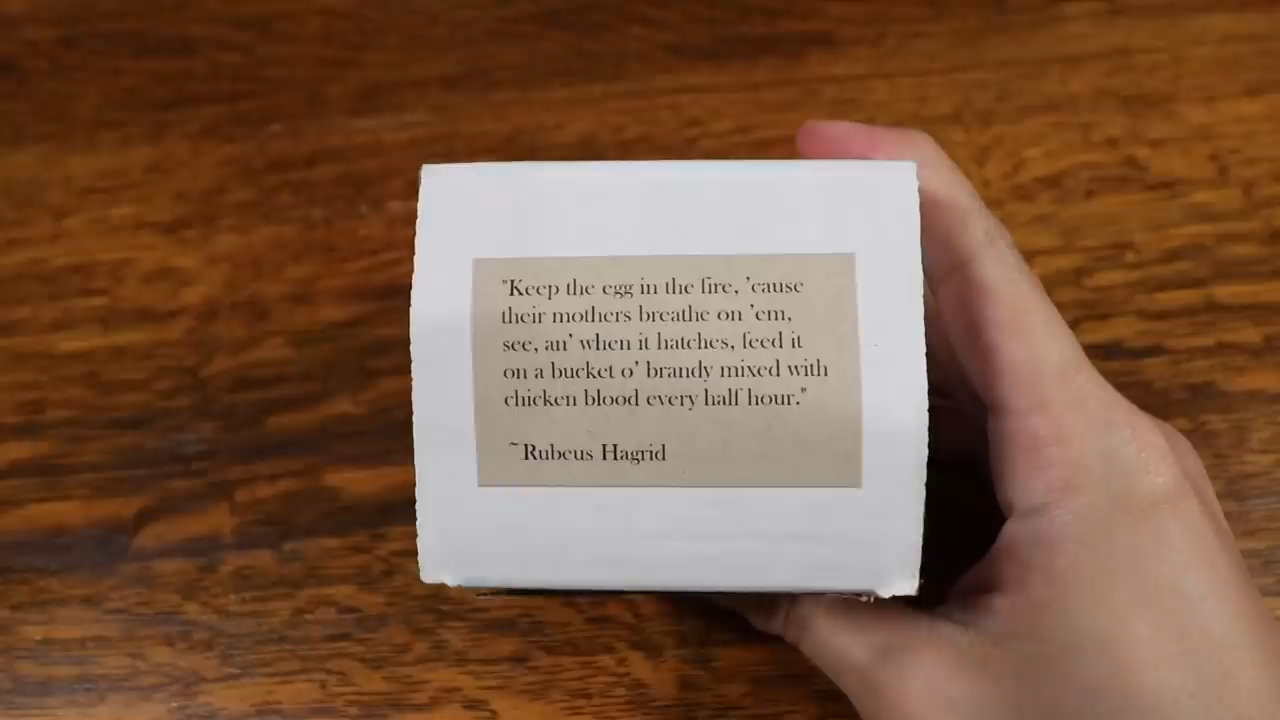 "Keep the egg in the fire, 'cause
their mothers breathe on 'em,
see, an' when it hatches, feed it
on a bucket o' brandy mixed with
chicken blood every half hour."
~Rubeus Hagrid